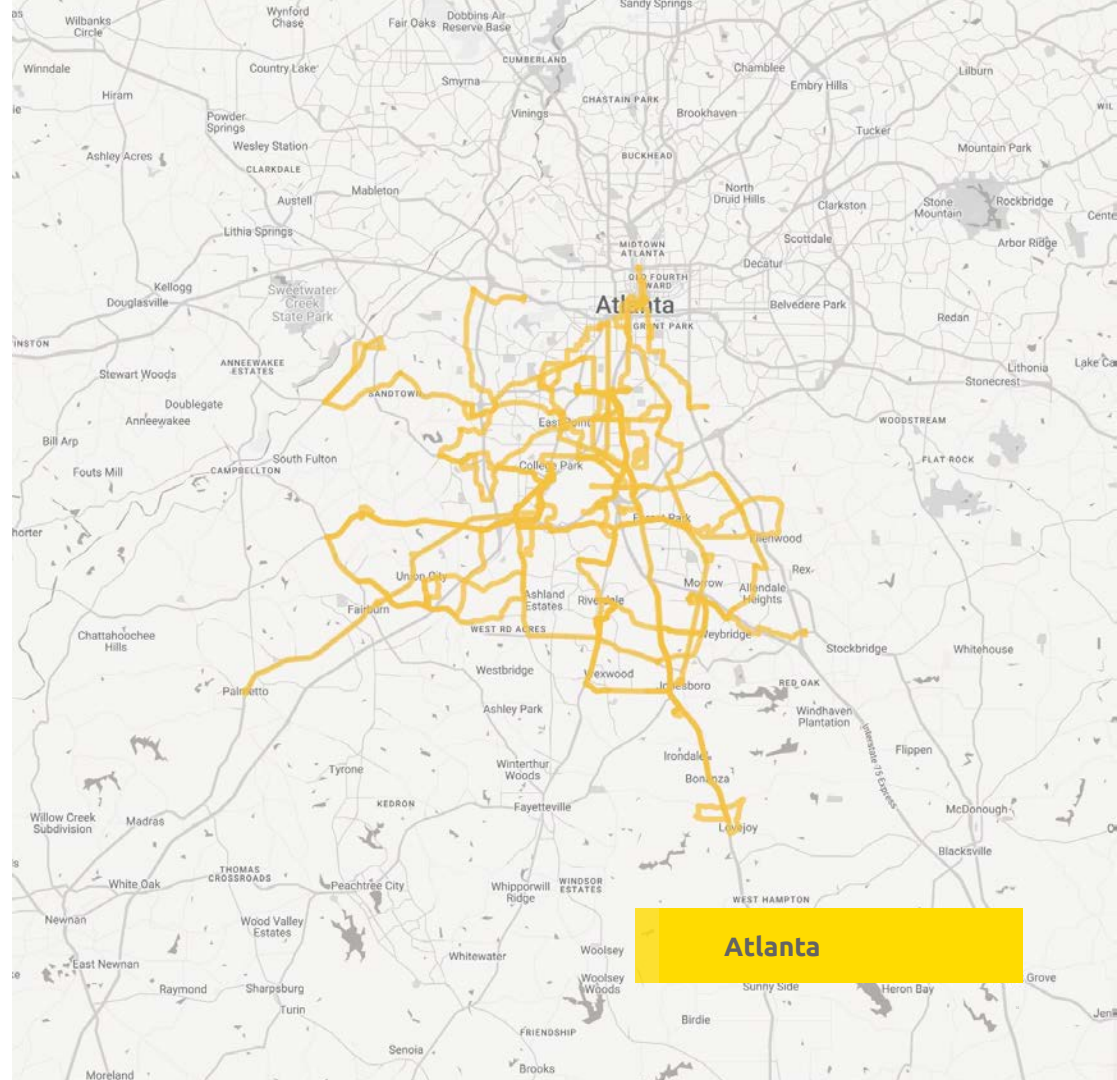 Sandy Springs
Wynford
Chase
Dobbins Air
Reserve Base
Fair Oaks
Wilbanks
Circle
CUMBERLAND
Winndale
Country Lake
Smyrna
Chamblee
Embry Hills
Lilburn
Hiram
CHASTAIN PARK
Vinings
Brookhaven
Powder
Springs
Tucker
Wesley Station
Mountain Park
Ashley Acres
BUCKHEAD
CLARKDALE
Mableton
North
Druid Hills
Austell
Clarkston
Stone
Mountain
Rockbridge
Lithia Springs
MIDTOWN
ATLANTA
Scottdale
Arbor Ridge
Decatur
OLD FOURTH
WARD
Kellogg
Sweetwater
Creek
State Park
Douglasville
Atlanta
Belvedere Park
Redan
GRANT PARK
ANNEEWAKEE
ESTATES
Stewart Woods
Lithonia
Stonecrest
SANDTOWN
Doublegate
Anneewakee
East Point
WOODSTREAM
Bill Arp
South Fulton
FLAT ROCK
Fouts Mill
CAMPBELLTON
College Park
Forest Park
Ellenwood
Union City
Rex
Morrow
Allendale
Heights
Ashland
Estates
Riverdale
Fairburn
WEST RD ACRES
Weybridge
Chattahoochee
Hills
Stockbridge
Whitehouse
Westbridge
Wexwood
Jonesboro
RED OAK
Palmetto
Ashley Park
Windhaven
Plantation
Interstate 75 Express
Irondale
Flippen
Tyrone
Winterthur
Woods
Bonanza
KEDRON
Fayetteville
McDonough
Willow Creek
Subdivision
Madras
Lovejoy
Blacksville
THOMAS
CROSSROADS
White Oak
Peachtree City
Whipporwill
Ridge
WINDSOR
ESTATES
WEST HAMPTON
Newnan
Wood Valley
Estates
Atlanta
Woolsey
Whitewater
East Newnan
Woolsey
Woods
Grove
Raymond
Sharpsburg
Sunny Side
Heron Bay
Turin
Birdie
FRIENDSHIP
Senoia
Brooks
Moreland